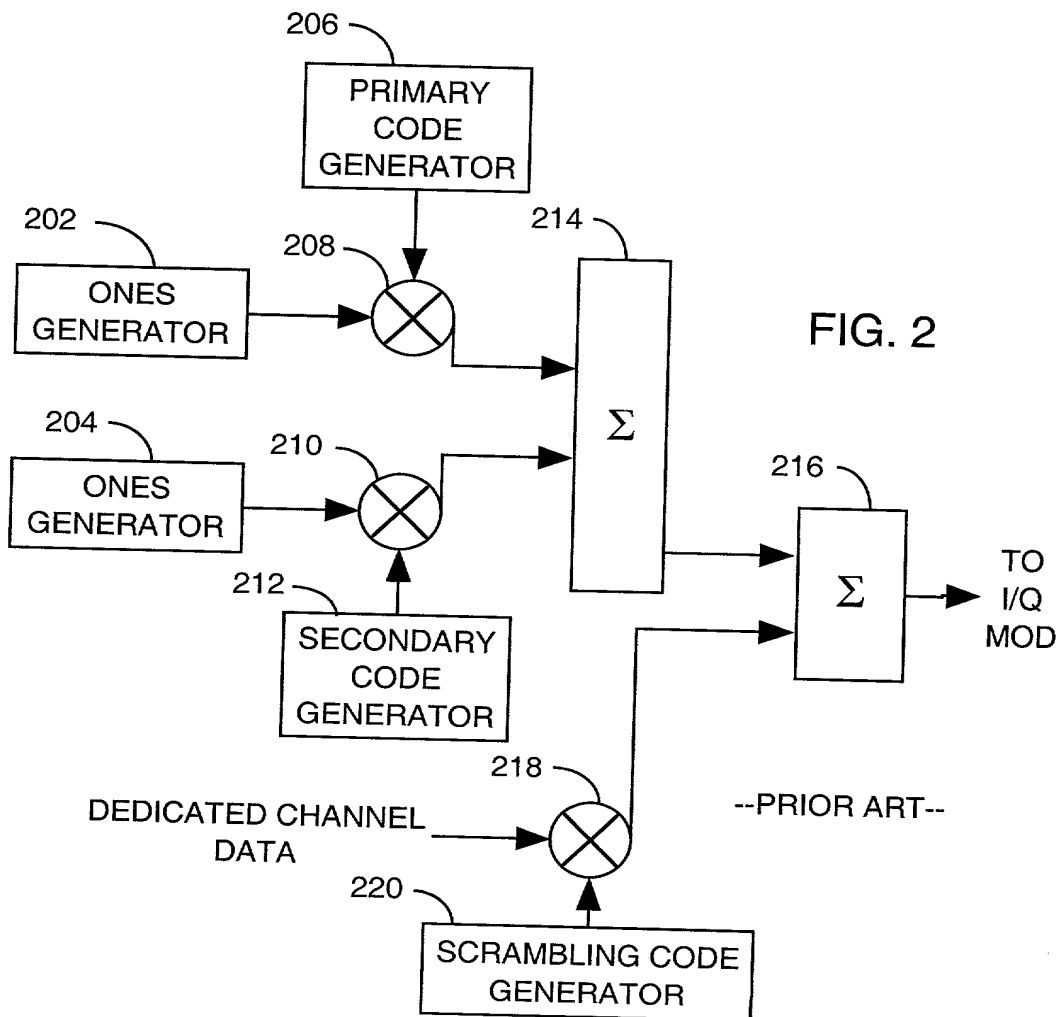 206
PRIMARY
CODE
GENERATOR
202
208
214
ONES
GENERATOR
FIG. 2
204
210
Σ
216
ONES
GENERATOR
212
Σ
TO
I/Q
MOD
SECONDARY
CODE
GENERATOR
218
DEDICATED CHANNEL
DATA
--PRIOR ART--
220
SCRAMBLING CODE
GENERATOR